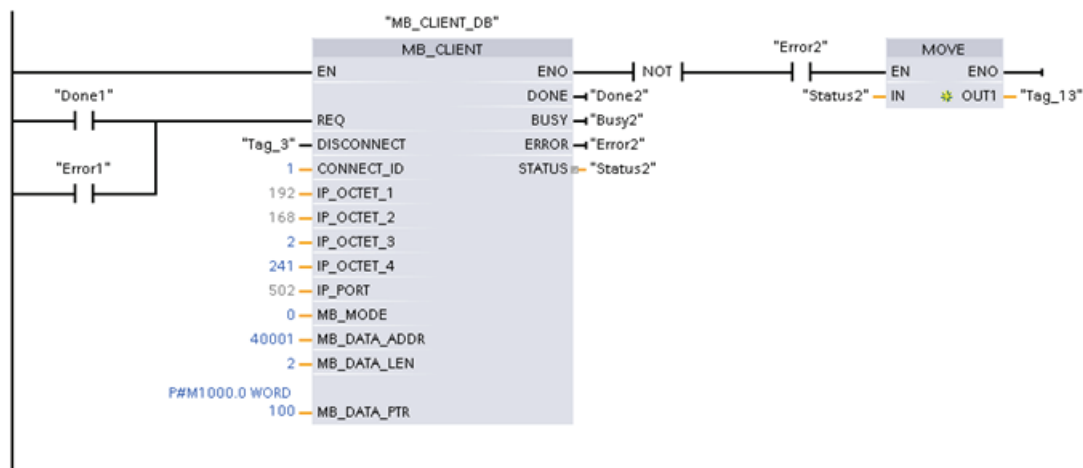 "MB_CLIENT_DB"
MB_CLIENT
"Error2"
MOVE
EN
ENO
NOT
EN
ENO
"Done1"
DONE
"Done2"
"Status2"
IN
OUT1
"Tag_13"
REQ
BUSY
"Busy2"
"Tag_3"
DISCONNECT
ERROR
"Error2"
"Error1"
1
CONNECT_ID
STATUS
"Status2"
192
IP_OCTET_1
168
IP_OCTET_2
2
IP_OCTET_3
241
IP_OCTET_4
502
IP_PORT
0
MB_MODE
40001
MB_DATA_ADDR
2
MB_DATA_LEN
P#M1000.0 WORD
100
MB_DATA_PTR